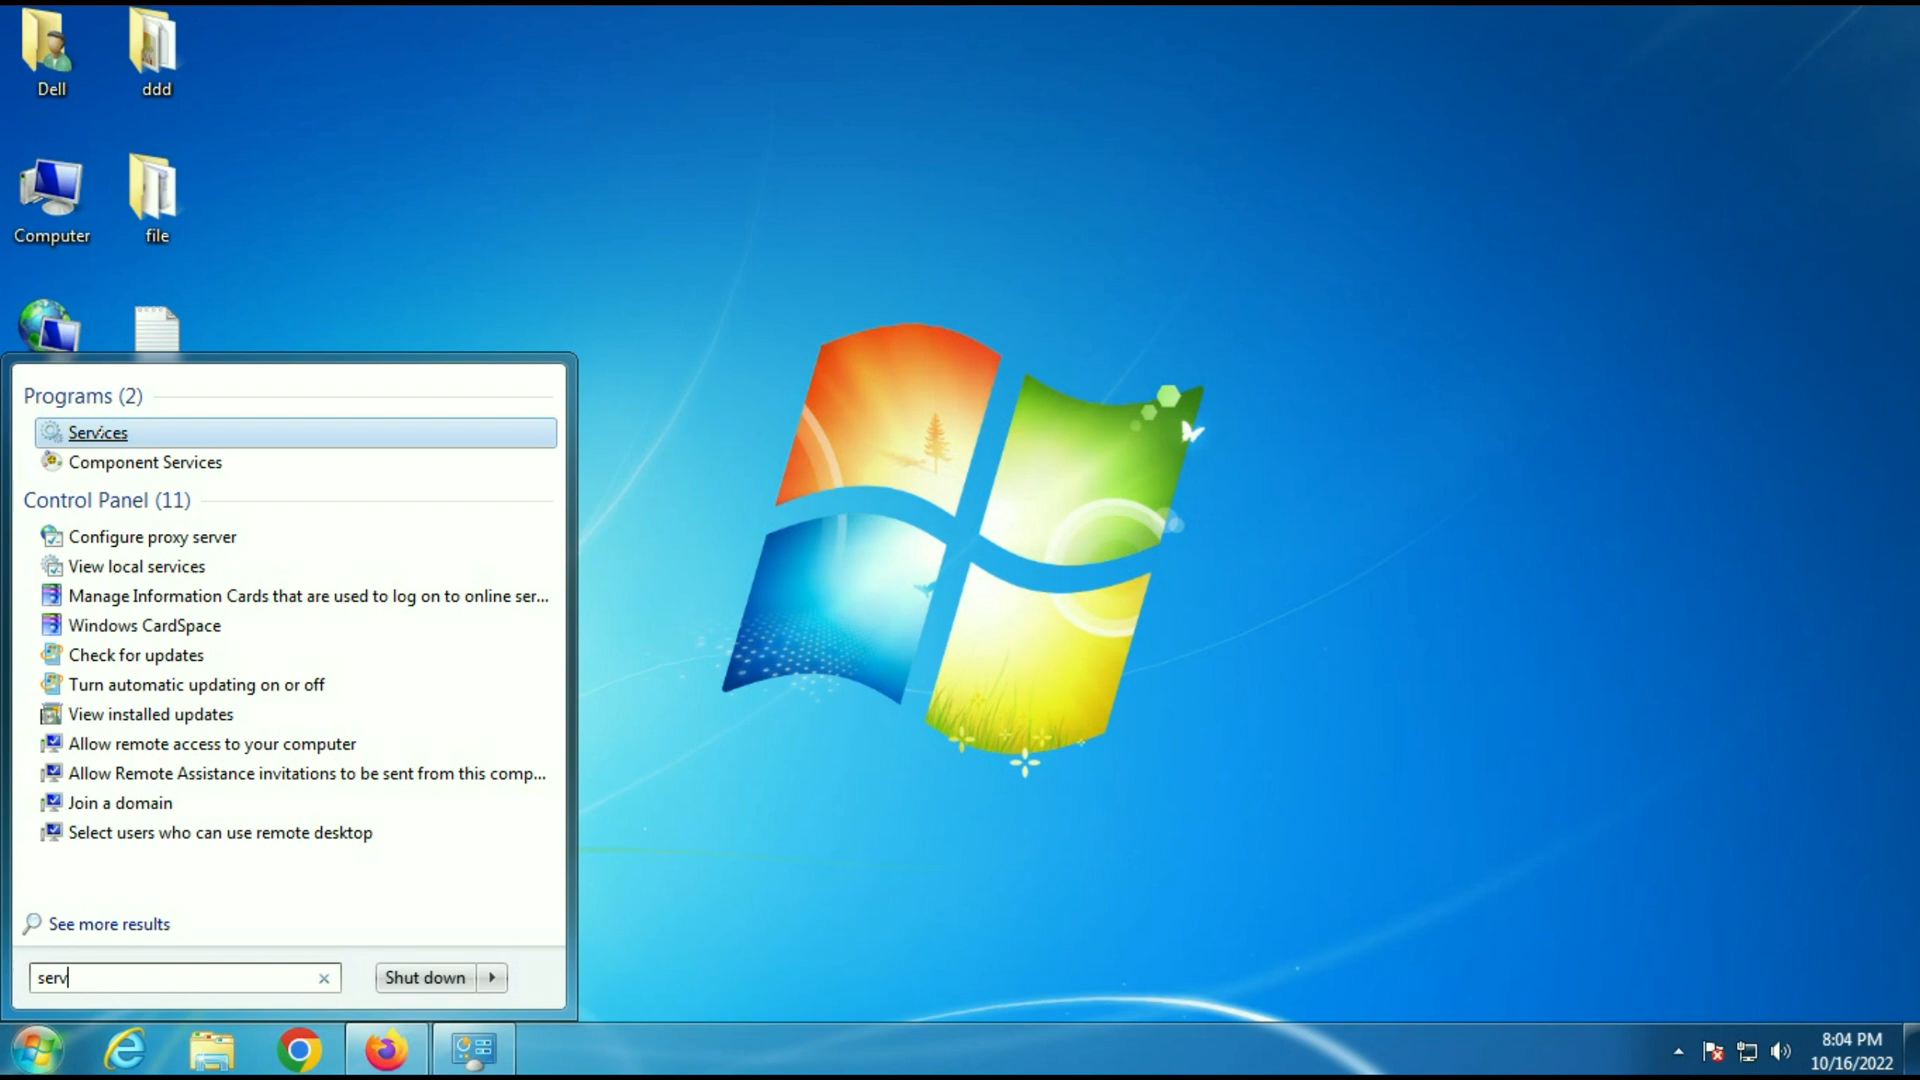 Dell
ddd
Computer
file
Programs (2)
Services
Component Services
Control Panel (11)
Configure proxy server
View local services
Manage Information Cards that are used to log on to online ser...
Windows CardSpace
Check for updates
Turn automatic updating on or off
View installed updates
Allow remote access to your computer
Allow Remote Assistance invitations to be sent from this comp...
Join a domain
Select users who can use remote desktop
See more results
serv
Shut down
8:04 PM
10/16/2022